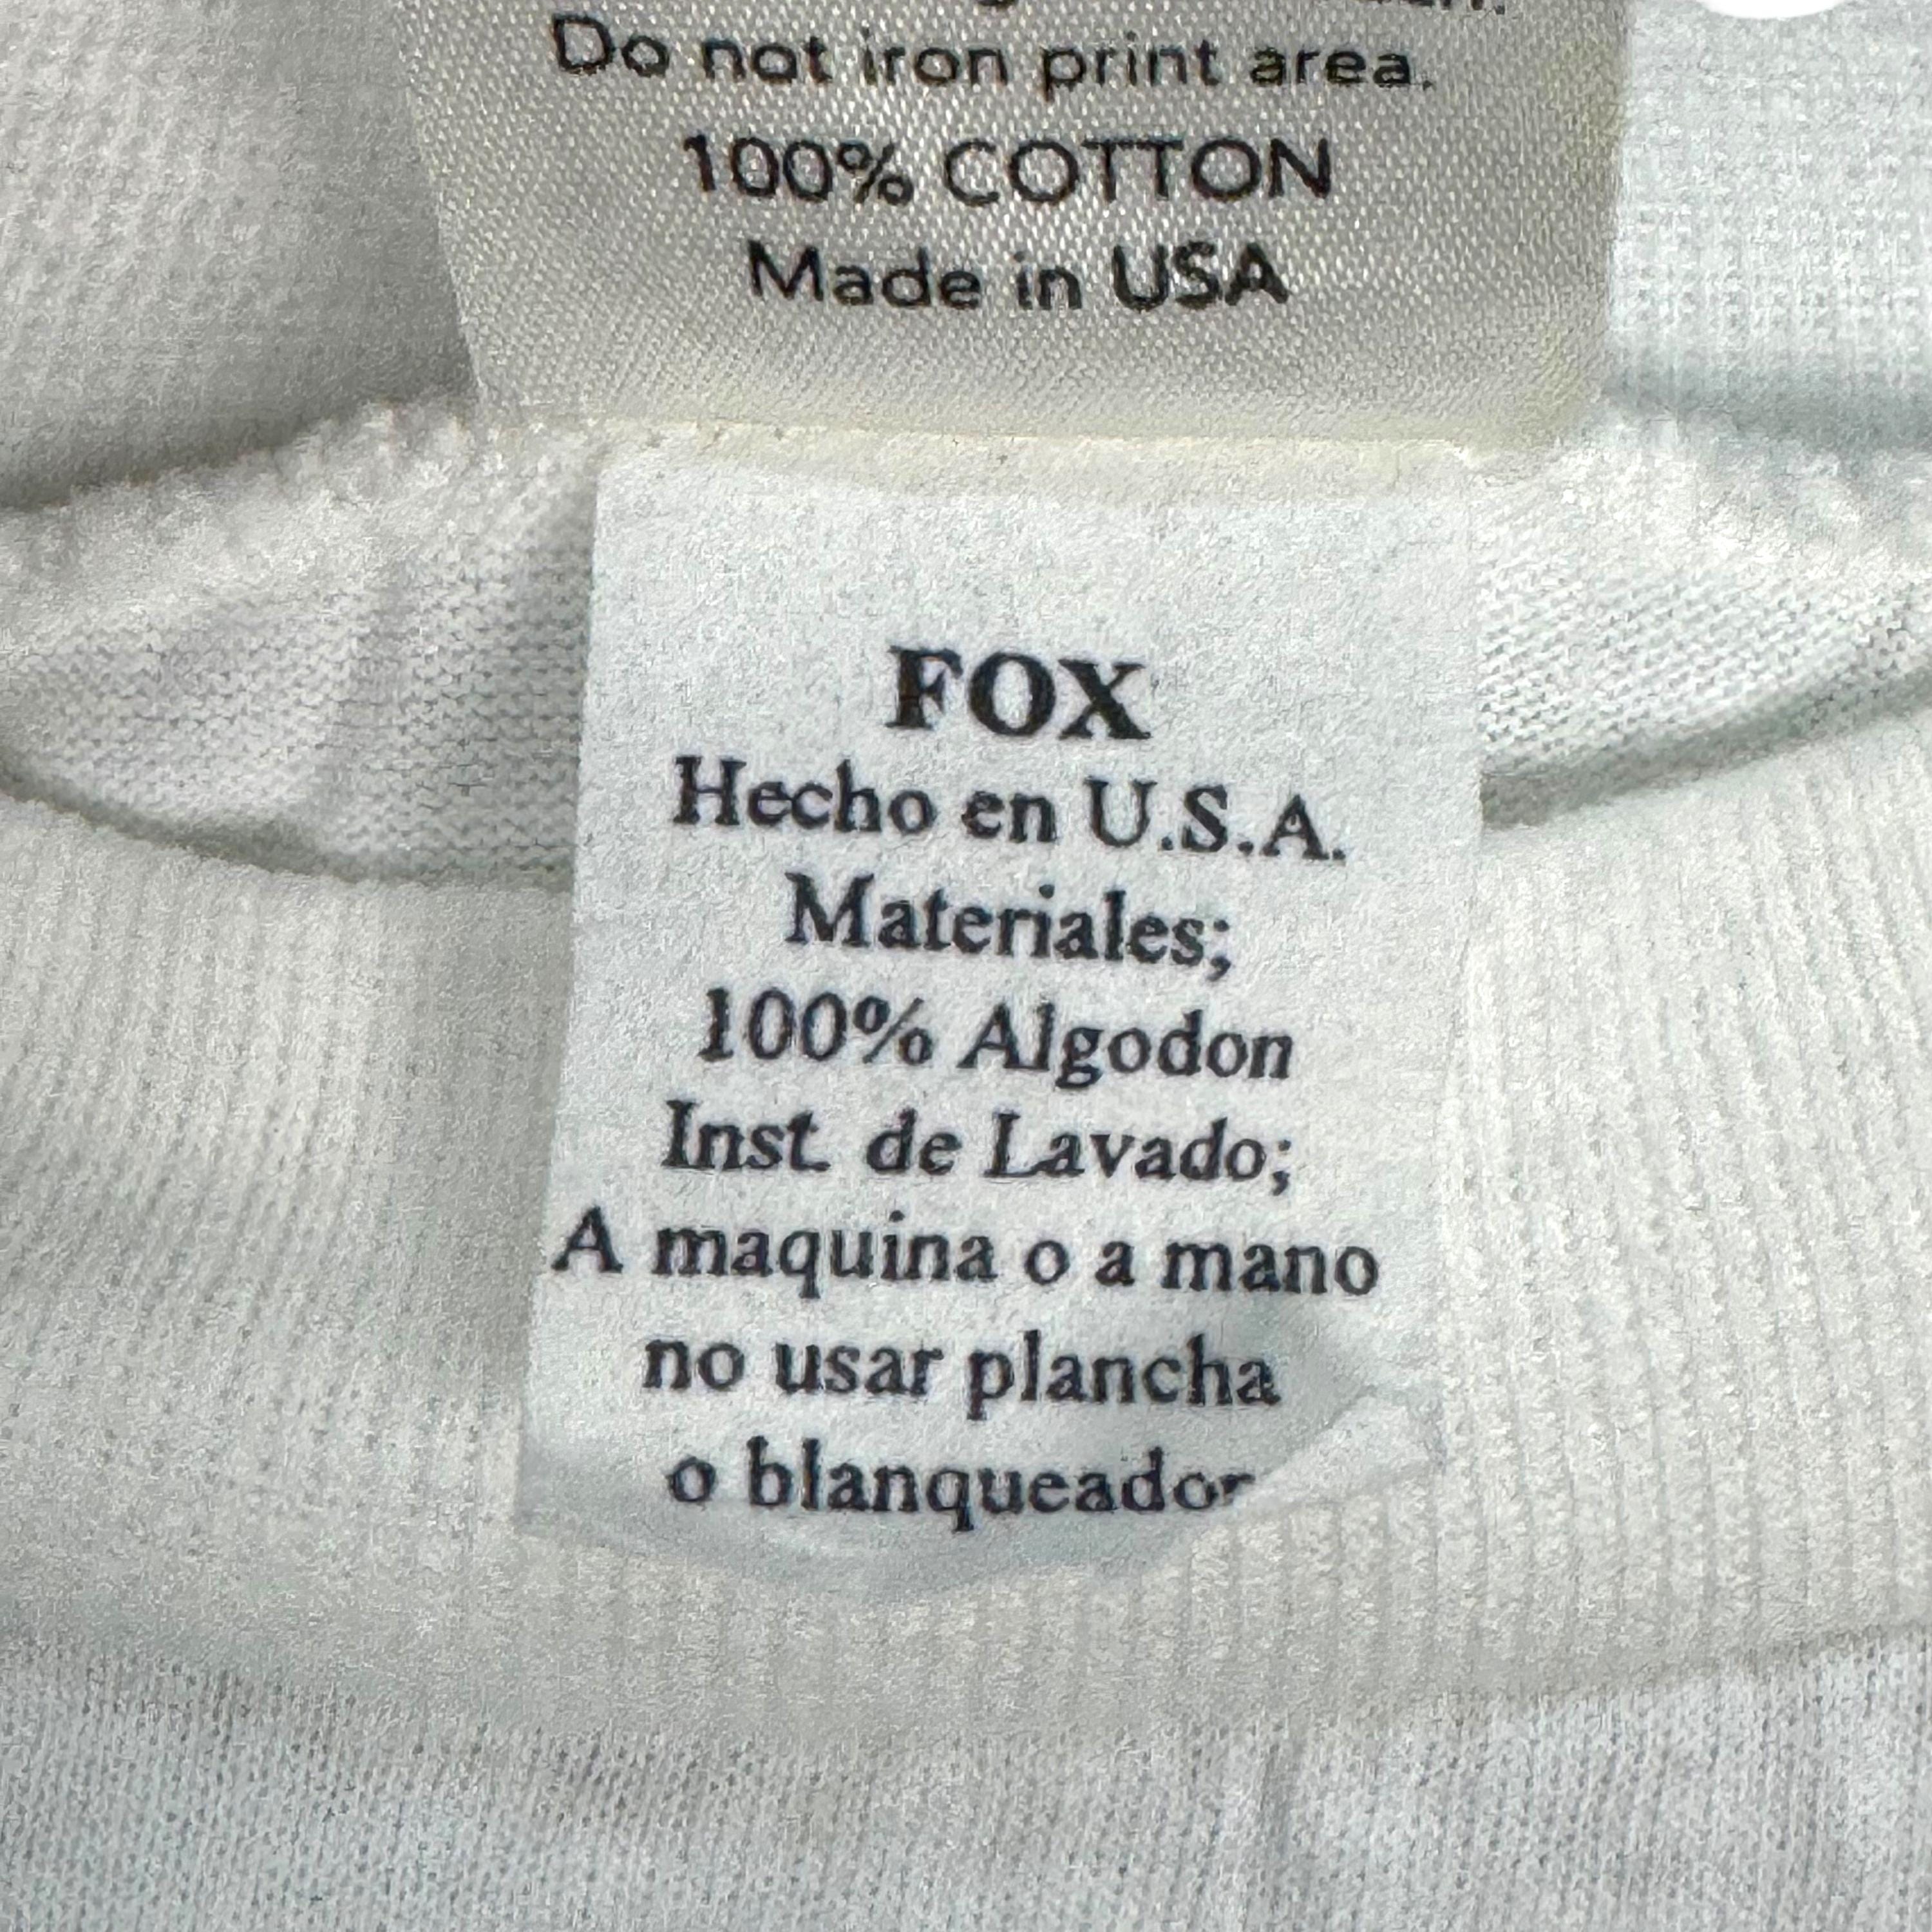 Do not iron print area.
100% COTTON
Made in USA
FOX
Hecho en U.S.A.
Materiales;
100% Algodon
Inst. de Lavado;
A maquina o a mano
no usar plancha
o blanqueador